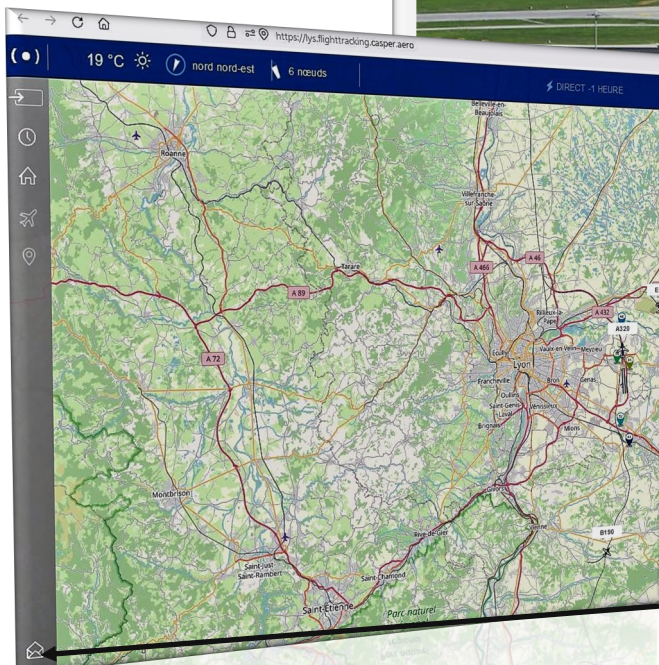 https://lys.flighttracking.casper.aero
19 °C nord nord-est 6 nœuds
DIRECT -1 HEURE
Belleville-en-
Beaujolais
Roanne
Villefranche-
sur-Saône
Tarare
A 466
A 46
A 89
A 432
Rillieux-la-
Pape
A320
A 72
Écully
Vaulx-en-Velin
Meyzieu
Lyon
Francheville
Bron
Genas
Oullins
Saint-Genis-
Laval
Vénissieux
Brignais
Mions
Montbrison
Givors
Vienne
Rive-de-Gier
B190
Saint-Just-
Saint-Rambert
Saint-Chamond
Saint-Étienne
Parc naturel